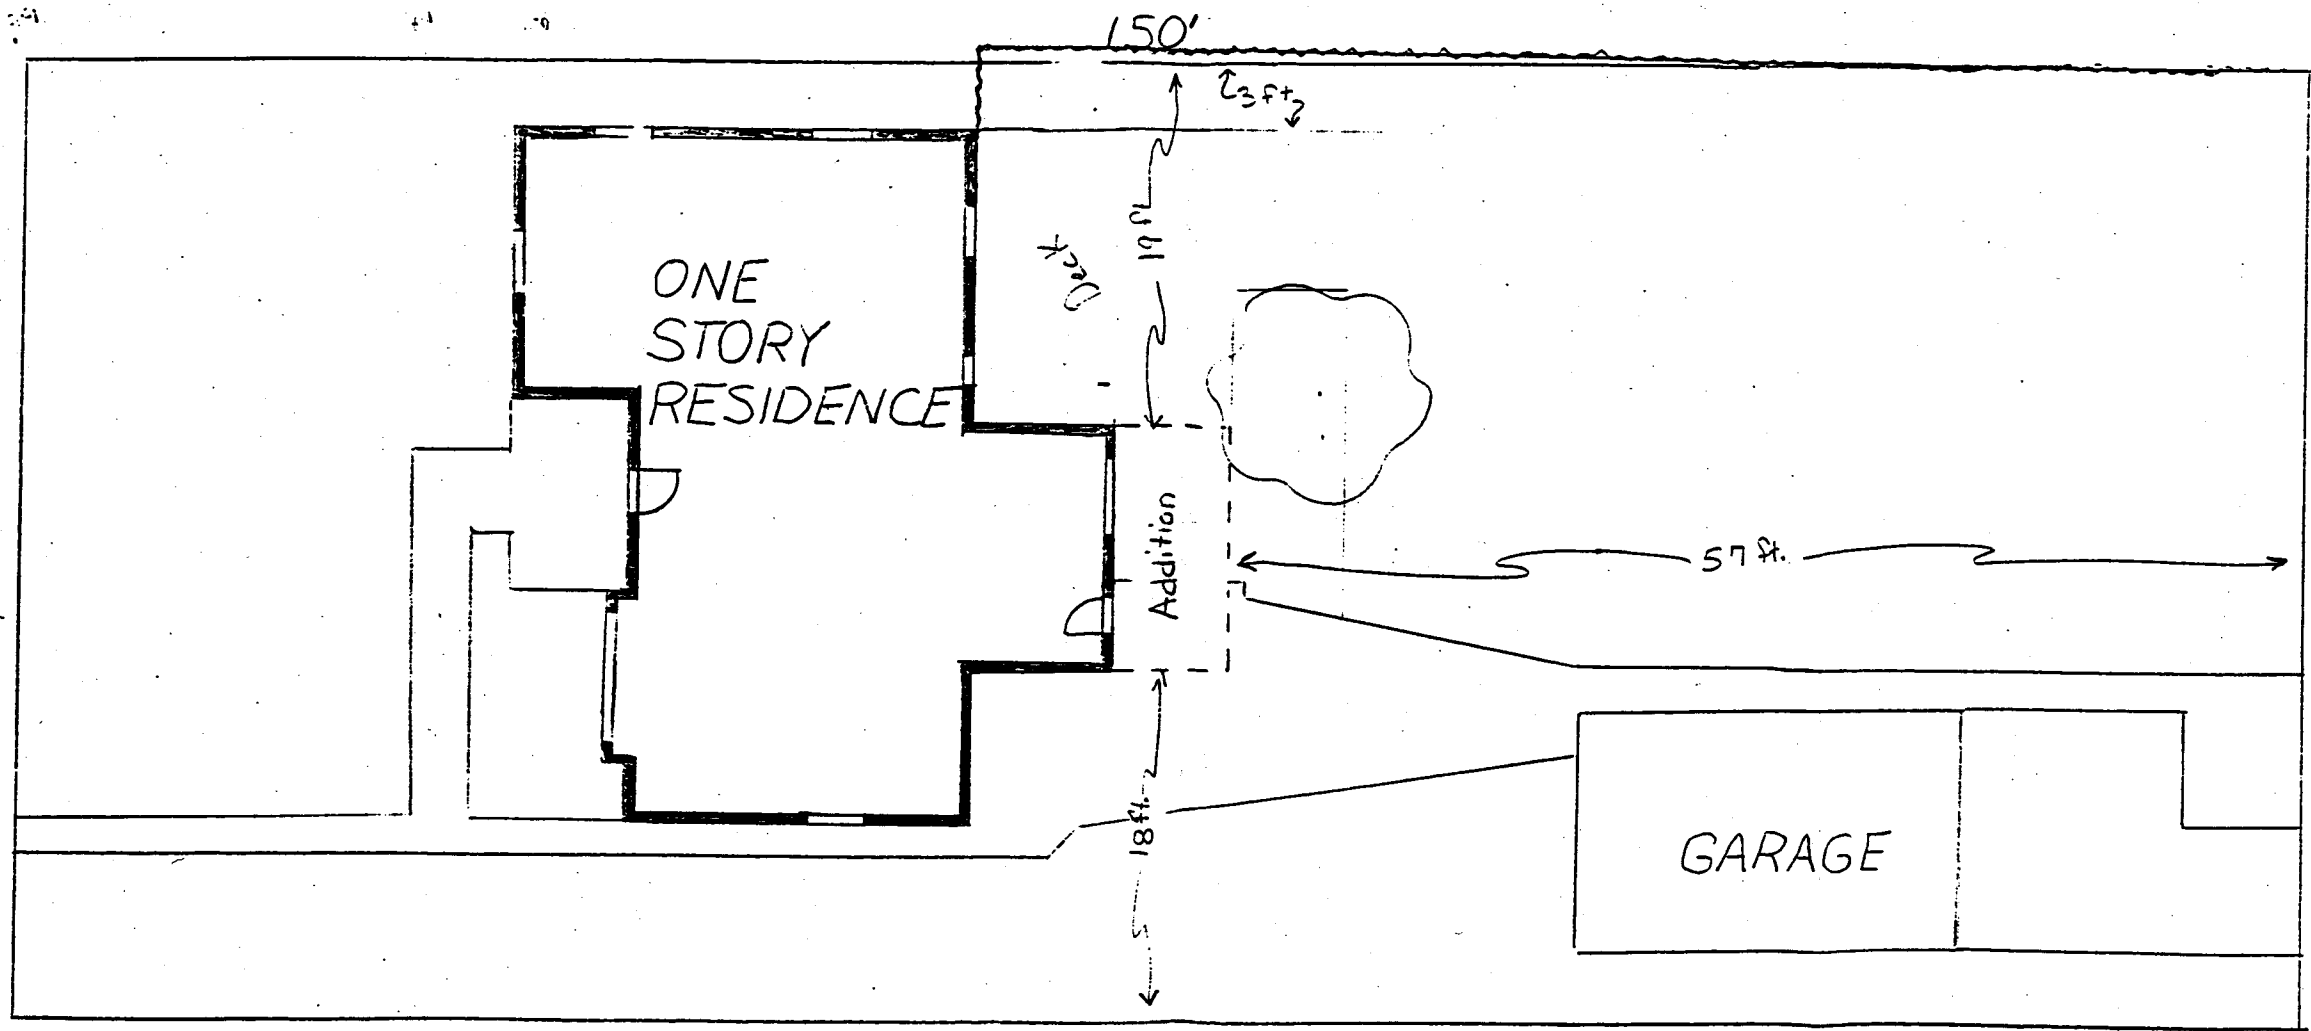 150'
3 ft
19 ft
Deck
ONE
STORY
RESIDENCE
Addition
57 ft.
18 ft.
GARAGE